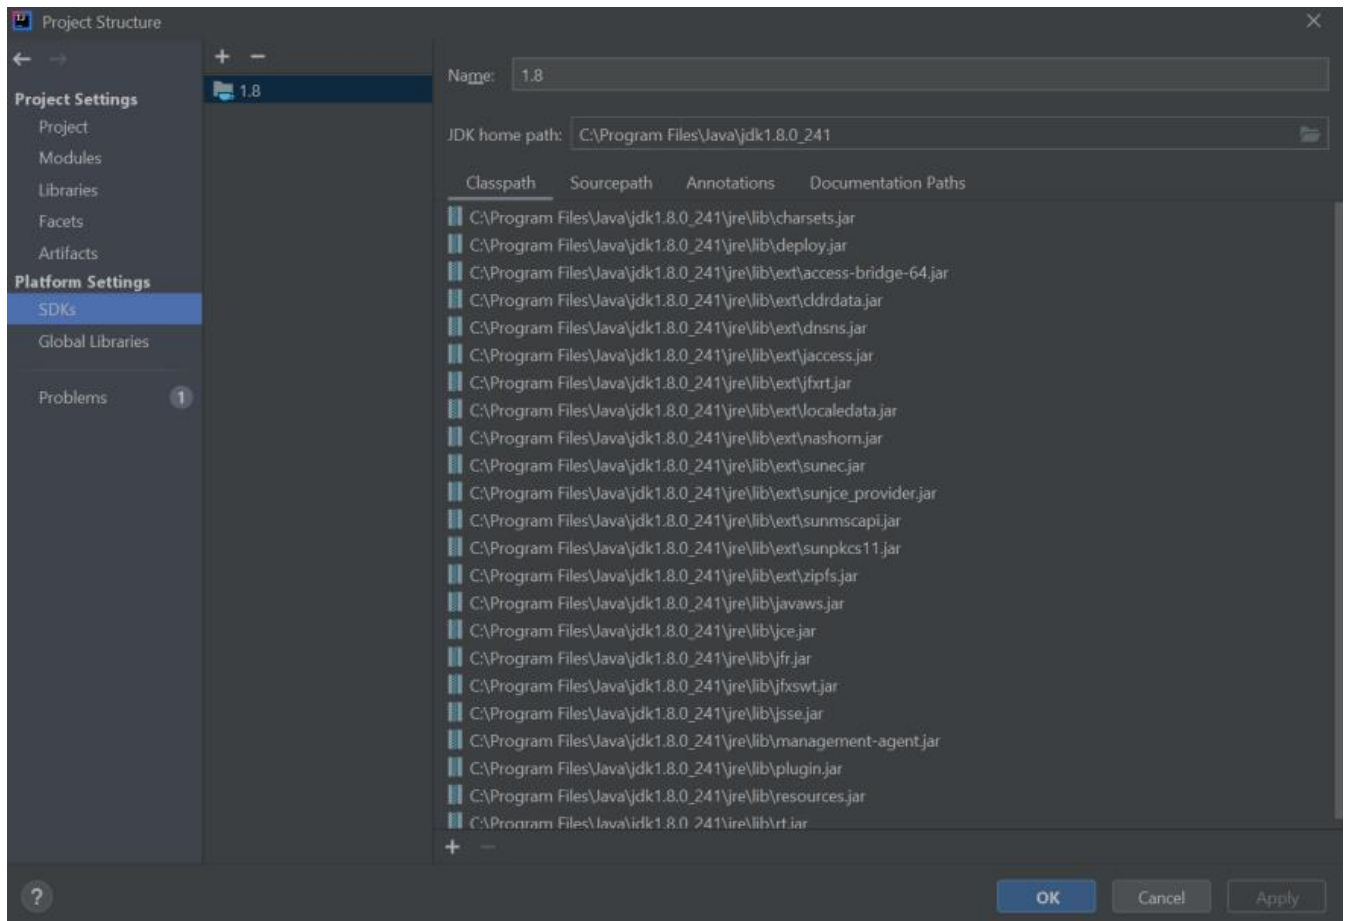 Project Structure
Project Settings
Project
Modules
Libraries
Facets
Artifacts
Platform Settings
SDKs
Global Libraries
Problems 1
1.8
Name: 1.8
JDK home path: C:\Program Files\Java\jdk1.8.0_241
Classpath Sourcepath Annotations Documentation Paths
C:\Program Files\Java\jdk1.8.0_241\jre\lib\charsets.jar
C:\Program Files\Java\jdk1.8.0_241\jre\lib\deploy.jar
C:\Program Files\Java\jdk1.8.0_241\jre\lib\ext\access-bridge-64.jar
C:\Program Files\Java\jdk1.8.0_241\jre\lib\ext\cldrdata.jar
C:\Program Files\Java\jdk1.8.0_241\jre\lib\ext\dnsns.jar
C:\Program Files\Java\jdk1.8.0_241\jre\lib\ext\jaccess.jar
C:\Program Files\Java\jdk1.8.0_241\jre\lib\ext\jfxrt.jar
C:\Program Files\Java\jdk1.8.0_241\jre\lib\ext\localedata.jar
C:\Program Files\Java\jdk1.8.0_241\jre\lib\ext\nashorn.jar
C:\Program Files\Java\jdk1.8.0_241\jre\lib\ext\sunec.jar
C:\Program Files\Java\jdk1.8.0_241\jre\lib\ext\sunjce_provider.jar
C:\Program Files\Java\jdk1.8.0_241\jre\lib\ext\sunmscapi.jar
C:\Program Files\Java\jdk1.8.0_241\jre\lib\ext\sunpkcs11.jar
C:\Program Files\Java\jdk1.8.0_241\jre\lib\ext\zipfs.jar
C:\Program Files\Java\jdk1.8.0_241\jre\lib\javaws.jar
C:\Program Files\Java\jdk1.8.0_241\jre\lib\jce.jar
C:\Program Files\Java\jdk1.8.0_241\jre\lib\jfr.jar
C:\Program Files\Java\jdk1.8.0_241\jre\lib\jfxswt.jar
C:\Program Files\Java\jdk1.8.0_241\jre\lib\jsse.jar
C:\Program Files\Java\jdk1.8.0_241\jre\lib\management-agent.jar
C:\Program Files\Java\jdk1.8.0_241\jre\lib\plugin.jar
C:\Program Files\Java\jdk1.8.0_241\jre\lib\resources.jar
C:\Program Files\Java\jdk1.8.0_241\jre\lib\rt.jar
? OK Cancel Apply